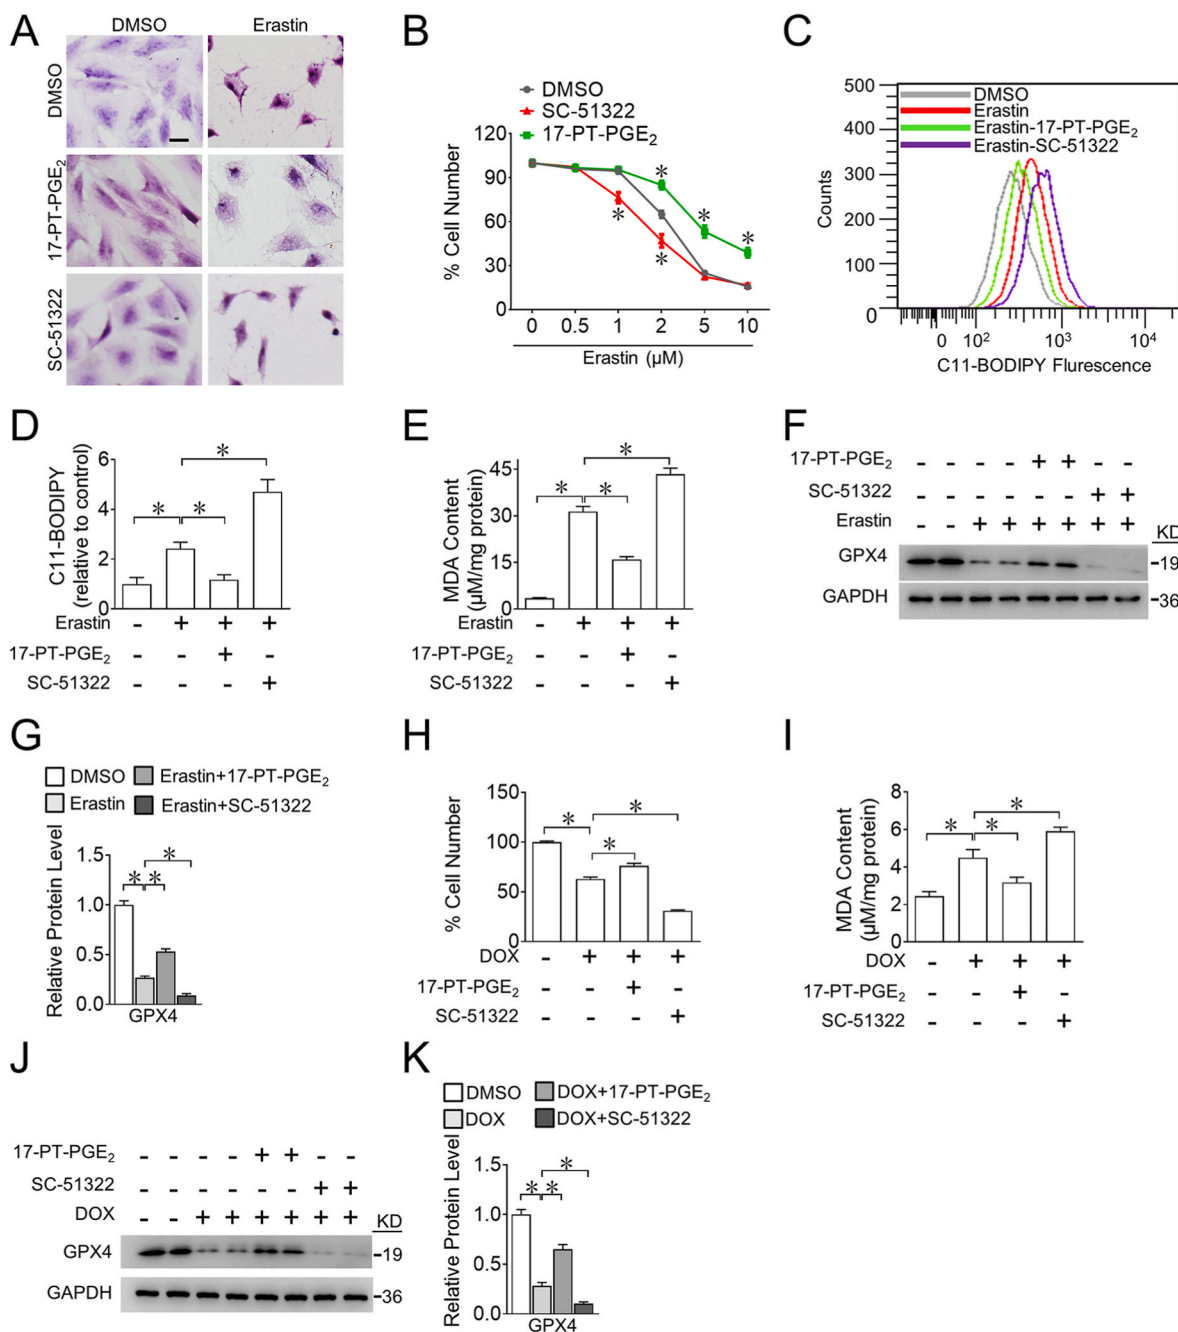 A
DMSO Erastin
DMSO
17-PT-PGE2
SC-51322
B
DMSO
SC-51322
17-PT-PGE2
% Cell Number
120
90
60
30
0
* * * * *
0 0.5 1 2 5 10
Erastin (µM)
C
500
400
300
200
100
0
Counts
DMSO
Erastin
Erastin-17-PT-PGE2
Erastin-SC-51322
0 10² 10³ 10⁴
C11-BODIPY Flurescence
D
C11-BODIPY
(relative to control)
6
4
2
0
*
* *
Erastin - + + +
17-PT-PGE2 - - + -
SC-51322 - - - +
E
MDA Content
(µM/mg protein)
45
30
15
0
*
* *
Erastin - + + +
17-PT-PGE2 - - + -
SC-51322 - - - +
F
17-PT-PGE2 - - - - + + - -
SC-51322 - - - - - - + +
Erastin - - + + + + + +
KD
GPX4 -19
GAPDH -36
G
DMSO Erastin+17-PT-PGE2
Erastin Erastin+SC-51322
Relative Protein Level
1.5
1.0
0.5
0.0
*
* *
GPX4
H
% Cell Number
150
100
50
0
* *
*
DOX - + + +
17-PT-PGE2 - - + -
SC-51322 - - - +
I
MDA Content
(µM/mg protein)
8
6
4
2
0
*
* *
DOX - + + +
17-PT-PGE2 - - + -
SC-51322 - - - +
J
17-PT-PGE2 - - - - + + - -
SC-51322 - - - - - - + +
DOX - - + + + + + +
KD
GPX4 -19
GAPDH -36
K
DMSO DOX+17-PT-PGE2
DOX DOX+SC-51322
Relative Protein Level
1.5
1.0
0.5
0.0
*
* *
GPX4